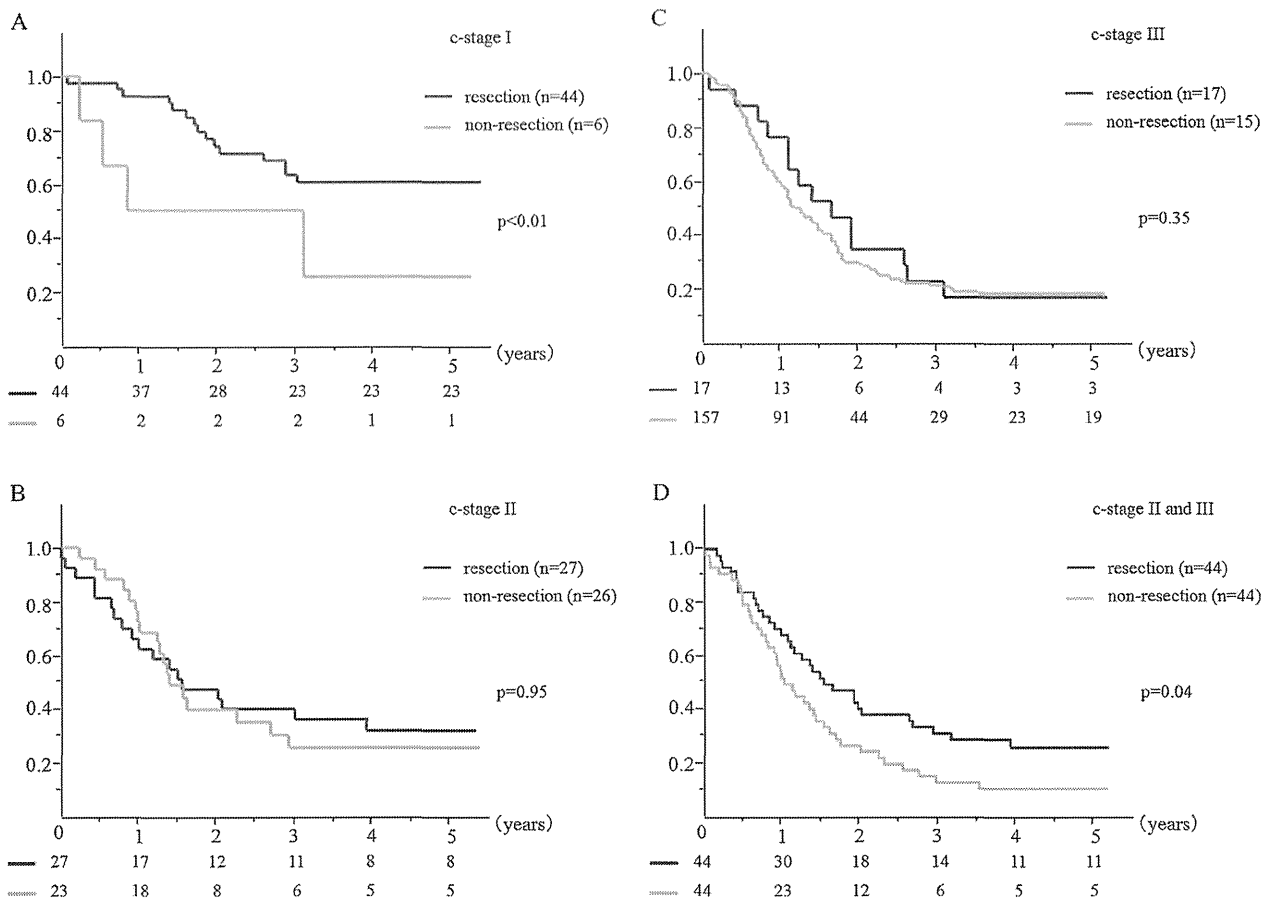 A
c-stage I
1.0
0.8
0.6
0.4
0.2
resection (n=44)
non-resection (n=6)
p<0.01
0 1 2 3 4 5 (years)
44 37 28 23 23 23
6 2 2 2 1 1
B
c-stage II
1.0
0.8
0.6
0.4
0.2
resection (n=27)
non-resection (n=26)
p=0.95
0 1 2 3 4 5 (years)
27 17 12 11 8 8
23 18 8 6 5 5
C
c-stage III
1.0
0.8
0.6
0.4
0.2
resection (n=17)
non-resection (n=15)
p=0.35
0 1 2 3 4 5 (years)
17 13 6 4 3 3
157 91 44 29 23 19
D
c-stage II and III
1.0
0.8
0.6
0.4
0.2
resection (n=44)
non-resection (n=44)
p=0.04
0 1 2 3 4 5 (years)
44 30 18 14 11 11
44 23 12 6 5 5